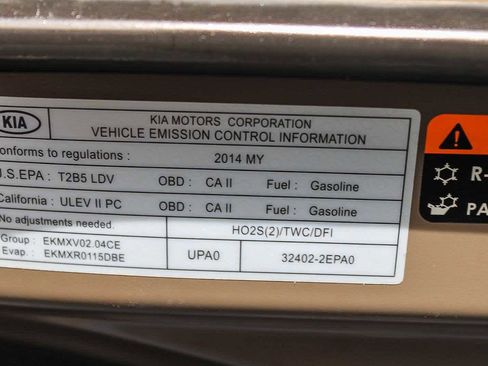 KIA
KIA MOTORS CORPORATION
VEHICLE EMISSION CONTROL INFORMATION
onforms to regulations : 2014 MY
.S.EPA : T2B5 LDV OBD : CA II Fuel : Gasoline
California : ULEV II PC OBD : CA II Fuel : Gasoline
No adjustments needed. HO2S(2)/TWC/DFI
Group : EKMXV02.04CE
Evap. : EKMXR0115DBE
UPA0 32402-2EPA0
R-
PA